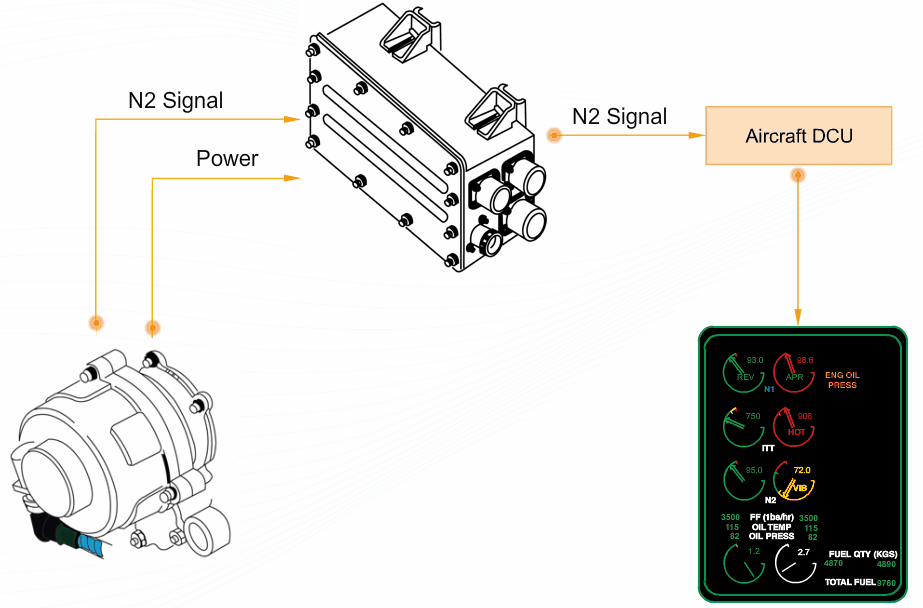 N2 Signal
N2 Signal
Aircraft DCU
Power
93.0
98.6
REV
APR
ENG OIL
PRESS
N1
750
906
HOT
ITT
95.0
72.0
VIB
N2
3500 FF (1bs/hr) 3500
115 OIL TEMP 115
82 OIL PRESS 82
1.2
2.7
FUEL QTY (KGS)
4870 4890
TOTAL FUEL 9760